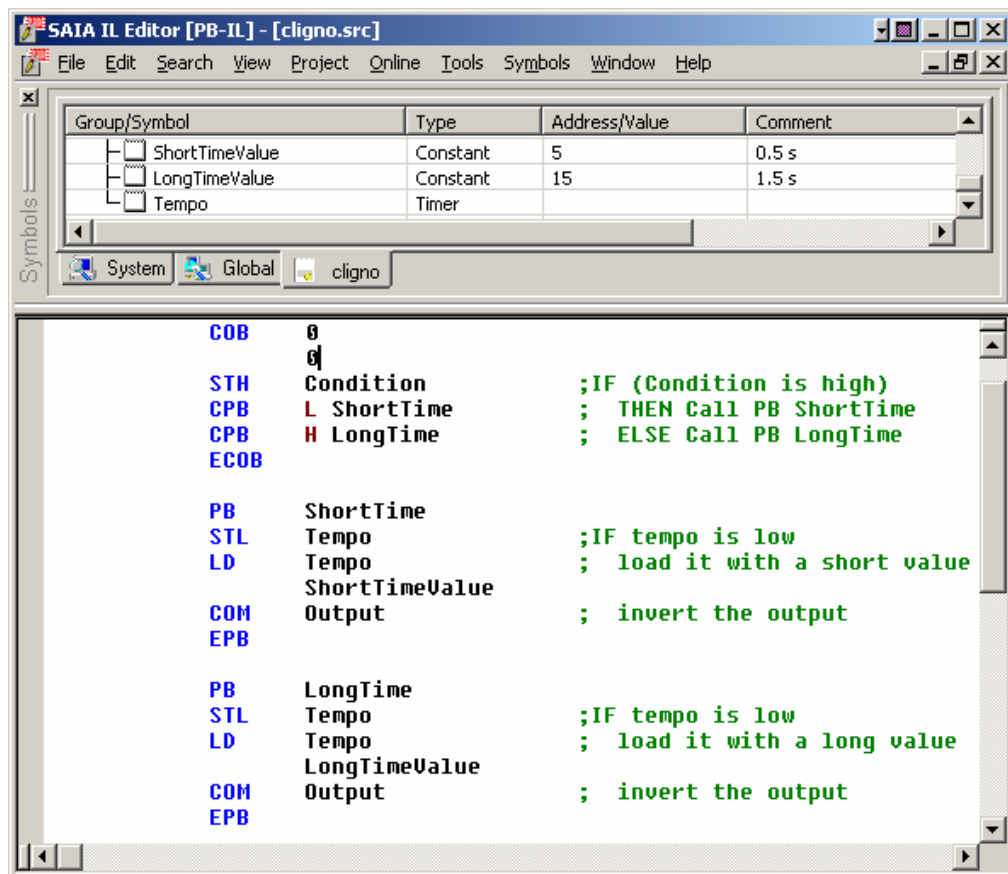 SAIA IL Editor [PB-IL] - [cligno.src]
File Edit Search View Project Online Tools Symbols Window Help
Symbols
Group/Symbol Type Address/Value Comment
ShortTimeValue Constant 5 0.5 s
LongTimeValue Constant 15 1.5 s
Tempo Timer
System Global cligno
COB 0
0
STH Condition ;IF (Condition is high)
CPB L ShortTime ; THEN Call PB ShortTime
CPB H LongTime ; ELSE Call PB LongTime
ECOB
PB ShortTime
STL Tempo ;IF tempo is low
LD Tempo ; load it with a short value
ShortTimeValue
COM Output ; invert the output
EPB
PB LongTime
STL Tempo ;IF tempo is low
LD Tempo ; load it with a long value
LongTimeValue
COM Output ; invert the output
EPB